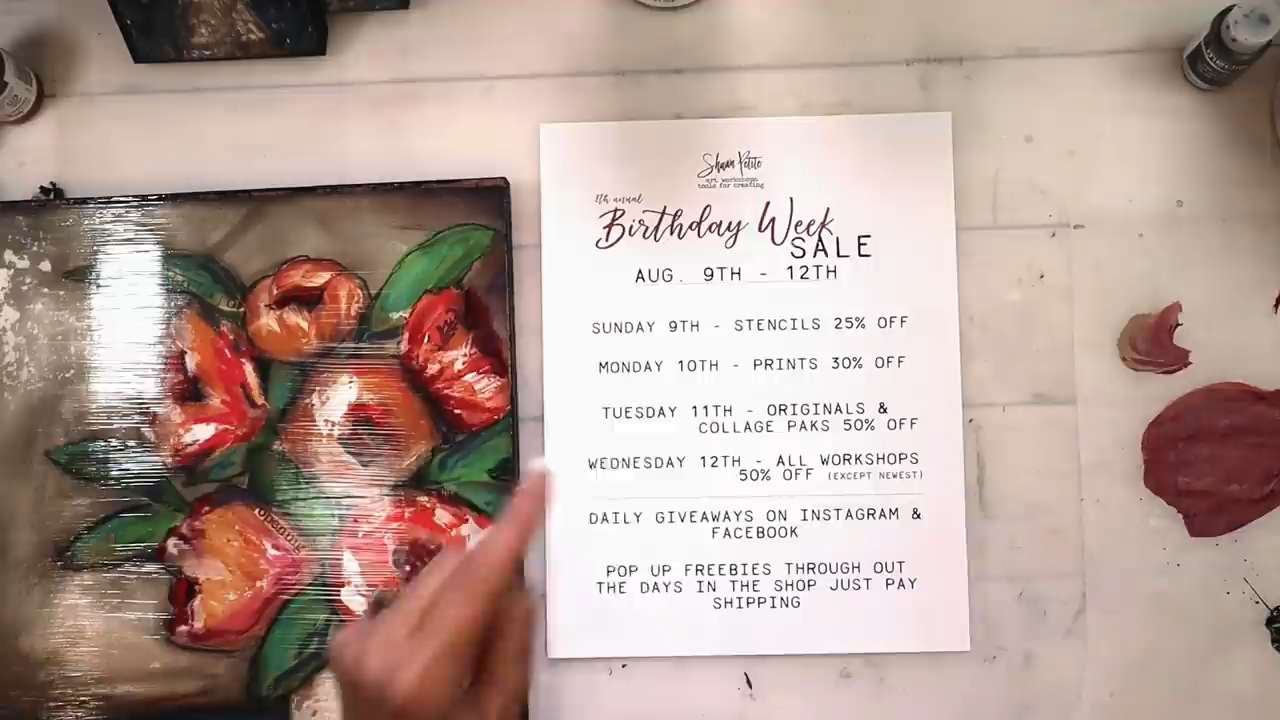 Shawn Petite
art workshops
tools for creating
Birthday Week
SALE
AUG. 9TH - 12TH
SUNDAY 9TH - STENCILS 25% OFF
MONDAY 10TH - PRINTS 30% OFF
TUESDAY 11TH - ORIGINALS &
COLLAGE PAKS 50% OFF
WEDNESDAY 12TH - ALL WORKSHOPS
50% OFF (EXCEPT NEWEST)
DAILY GIVEAWAYS ON INSTAGRAM &
FACEBOOK
POP UP FREEBIES THROUGH OUT
THE DAYS IN THE SHOP JUST PAY
SHIPPING